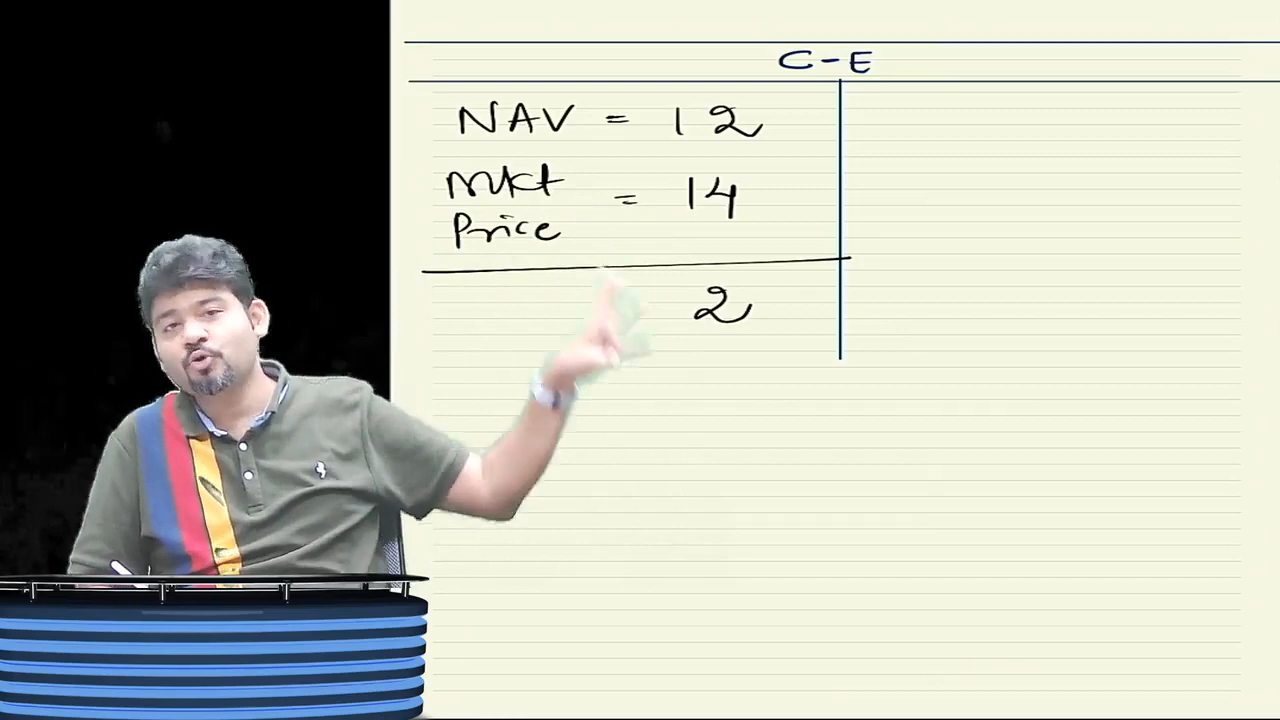 C-E
NAV = 12
Mkt
Price = 14
2